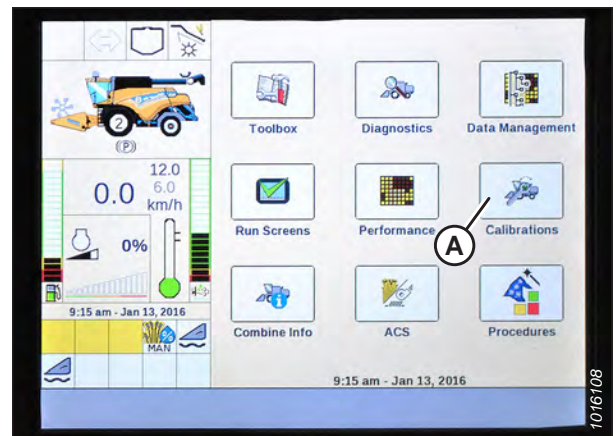 2
(P)
12.0
6.0
0.0 km/h
0%
9:15 am - Jan 13, 2016
MAN
Toolbox
Diagnostics
Data Management
Run Screens
Performance
A
Calibrations
Combine Info
ACS
Procedures
9:15 am - Jan 13, 2016
1016108